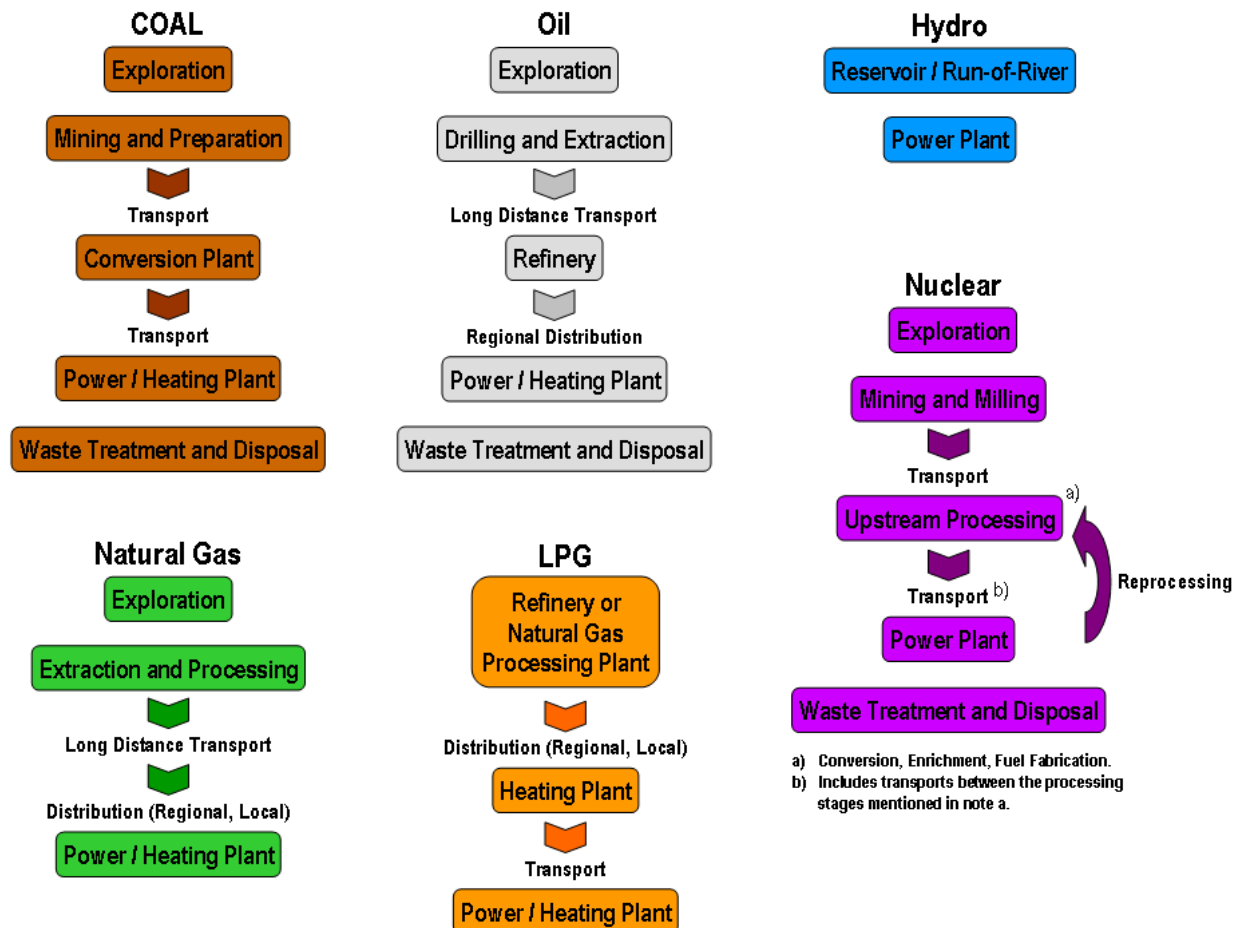 COAL
Exploration
Mining and Preparation
Transport
Conversion Plant
Transport
Power / Heating Plant
Waste Treatment and Disposal
Oil
Exploration
Drilling and Extraction
Long Distance Transport
Refinery
Regional Distribution
Power / Heating Plant
Waste Treatment and Disposal
Hydro
Reservoir / Run-of-River
Power Plant
Nuclear
Exploration
Mining and Milling
Transport
Upstream Processing a)
Transport b)
Reprocessing
Power Plant
Waste Treatment and Disposal
a) Conversion, Enrichment, Fuel Fabrication.
b) Includes transports between the processing
stages mentioned in note a.
Natural Gas
Exploration
Extraction and Processing
Long Distance Transport
Distribution (Regional, Local)
Power / Heating Plant
LPG
Refinery or
Natural Gas
Processing Plant
Distribution (Regional, Local)
Heating Plant
Transport
Power / Heating Plant